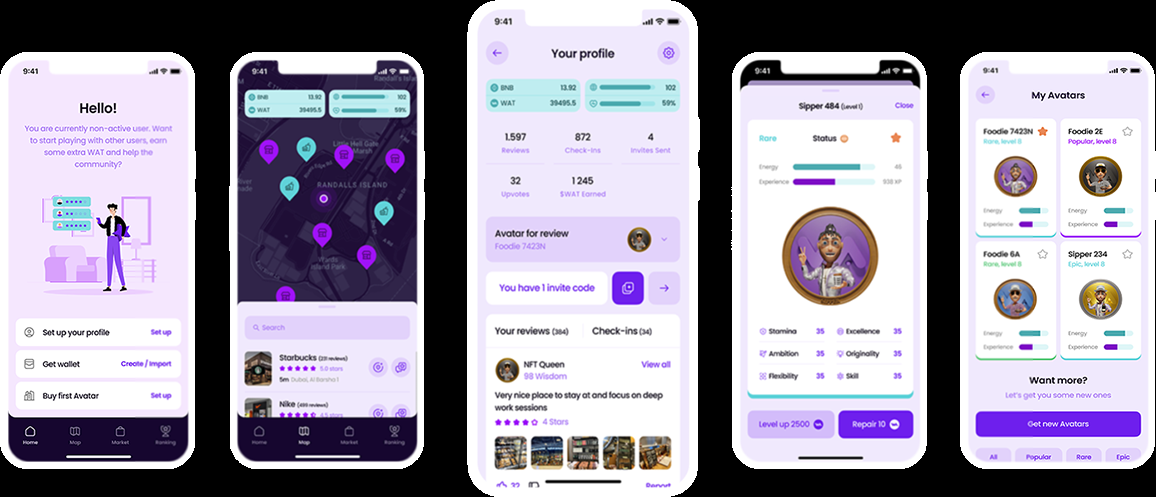 9:41
Hello!
You are currently non-active user. Want
to start playing with other users, earn
some extra WAT and help the
community?
Set up your profile
Set up
Get wallet
Create / Import
Buy first Avatar
Set up
Home
Map
Market
Ranking
9:41
Randall's Island
BNB 13.92
WAT 39495.5
102
59%
Little Hell Gate
Marsh
RANDALLS ISLAND
Wards
Island Park
Search
Starbucks (231 reviews)
5.0 stars
5m Dubai, Al Barsha 1
Nike (499 reviews)
4.5 stars
Home
Map
Market
Ranking
9:41
Your profile
BNB 13.92
WAT 39495.5
102
59%
1.597
Reviews
872
Check-Ins
4
Invites Sent
32
Upvotes
1 245
$WAT Earned
Avatar for review
Foodie 7423N
You have 1 invite code
Your reviews (384)
Check-ins (34)
NFT Queen
98 Wisdom
View all
Very nice place to stay at and focus on deep
work sessions
4 Stars
32
Report
9:41
Sipper 484 (Level 1)
Close
Rare
Status
Energy
46
Experience
938 XP
Stamina 35
Excellence 35
Ambition 35
Originality 35
Flexibility 35
Skill 35
Level up 2500
Repair 10
9:41
My Avatars
Foodie 7423N
Rare, level 8
Energy
Experience
Foodie 2E
Popular, level 8
Energy
Experience
Foodie 6A
Rare, level 8
Energy
Experience
Sipper 234
Epic, level 8
Energy
Experience
Want more?
Let's get you some new ones
Get new Avatars
All
Popular
Rare
Epic